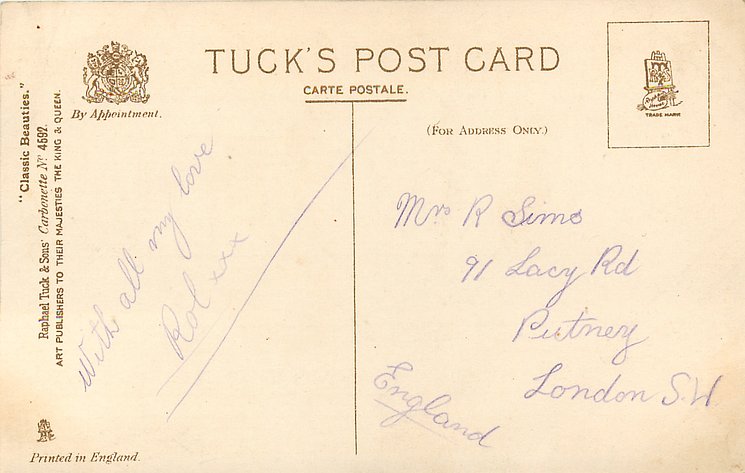 TUCK'S POST CARD
CARTE POSTALE.
By Appointment.
(FOR ADDRESS ONLY.)
TRADE MARK
"Classic Beauties."
Raphael Tuck & Sons' Carbonette No 4592.
ART PUBLISHERS TO THEIR MAJESTIES THE KING & QUEEN.
With all my love
Rol xxx
Mrs R Sims
91 Lacy Rd
Putney
London S.W.
England
Printed in England.